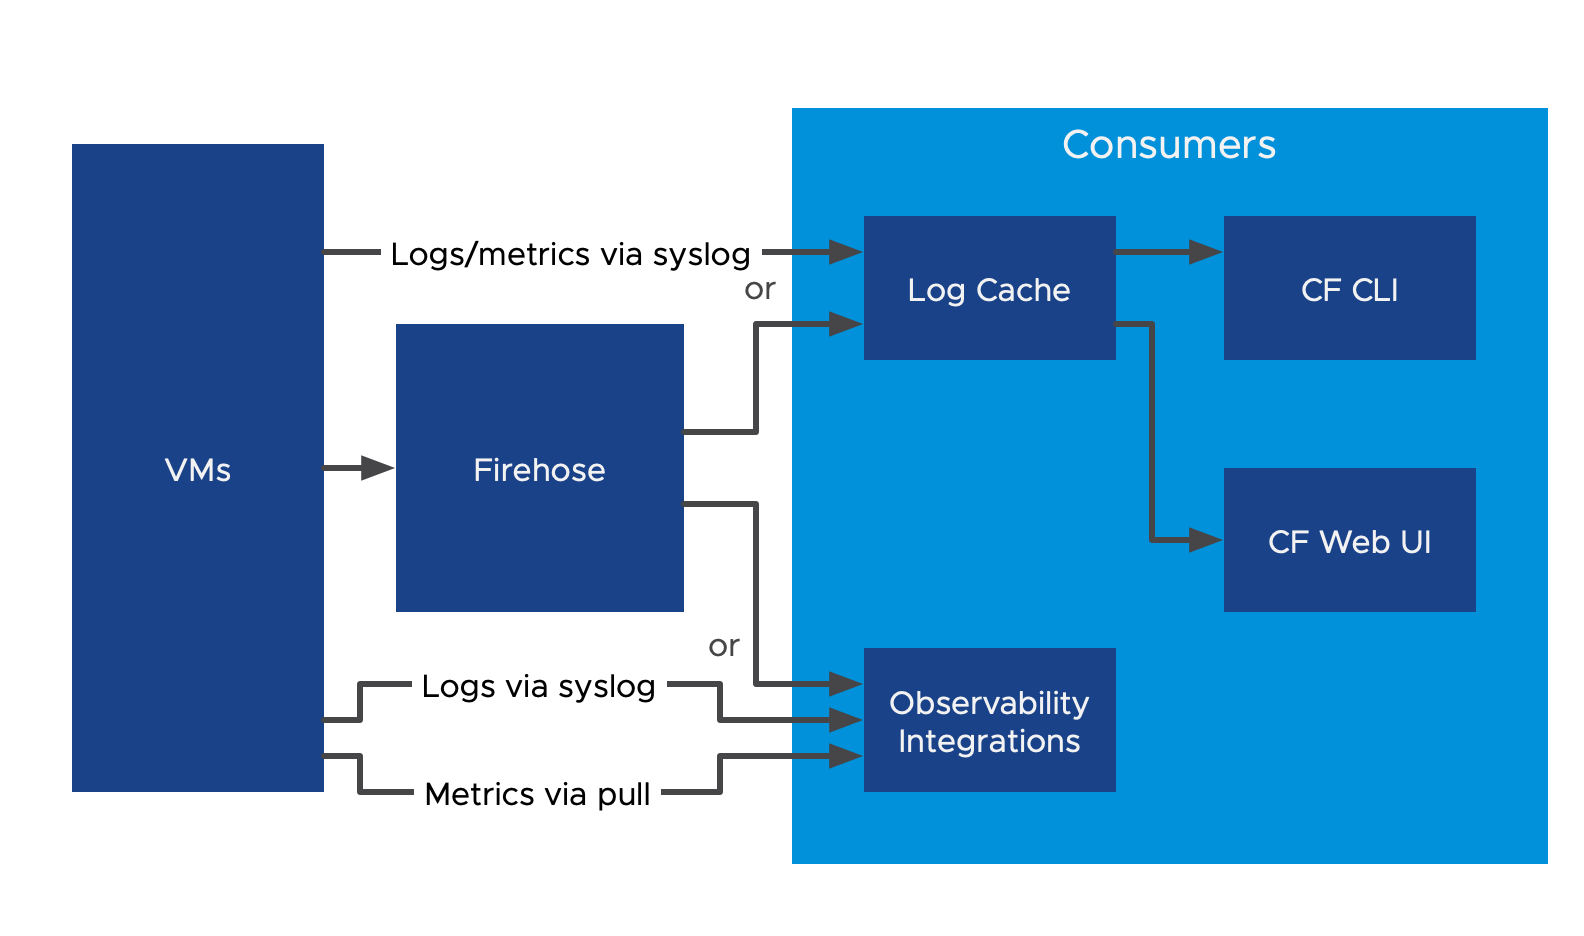 Consumers
Logs/metrics via syslog
or
Log Cache
CF CLI
VMs
Firehose
CF Web UI
or
Logs via syslog
Observability
Integrations
Metrics via pull